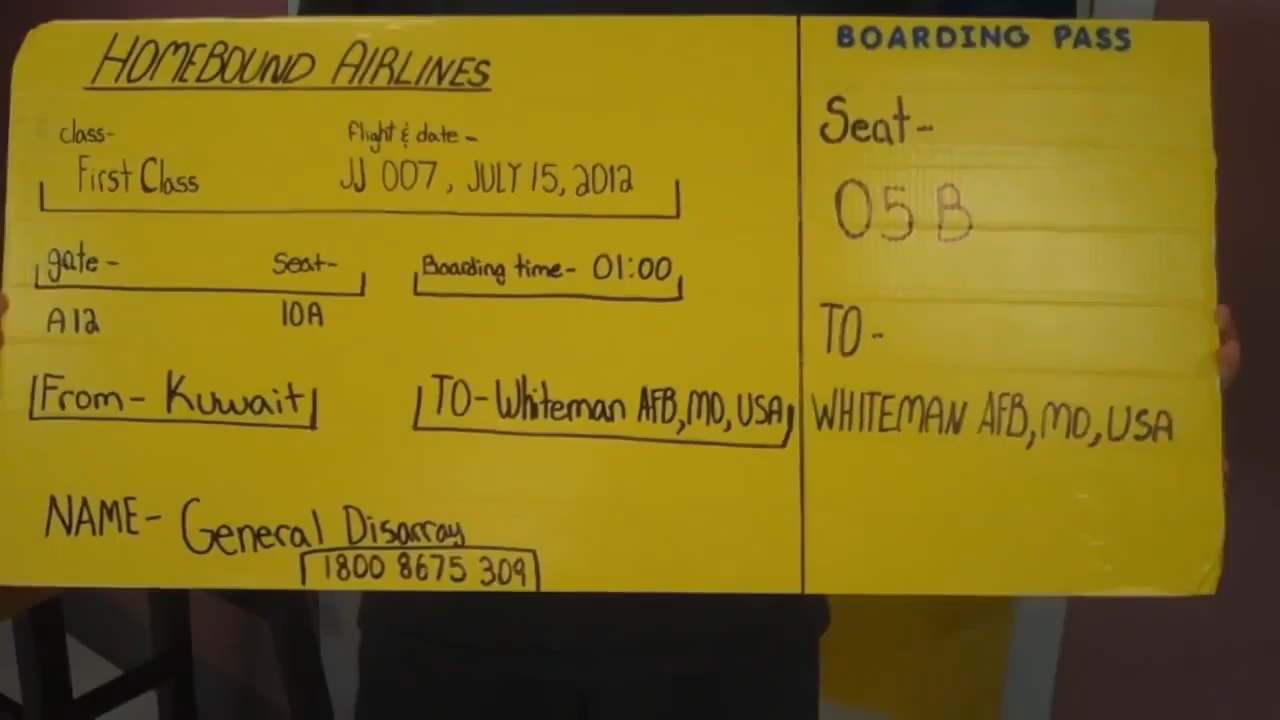 HOMEBOUND AIRLINES
class-
Flight & date-
First Class
JJ 007, JULY 15, 2012
gate-
Seat-
Boarding time- 01:00
A12
10A
From- Kuwait
TO- Whiteman AFB, MO, USA
NAME- General Disarray
1800 8675 309
BOARDING PASS
Seat-
05B
TO-
WHITEMAN AFB, MO, USA